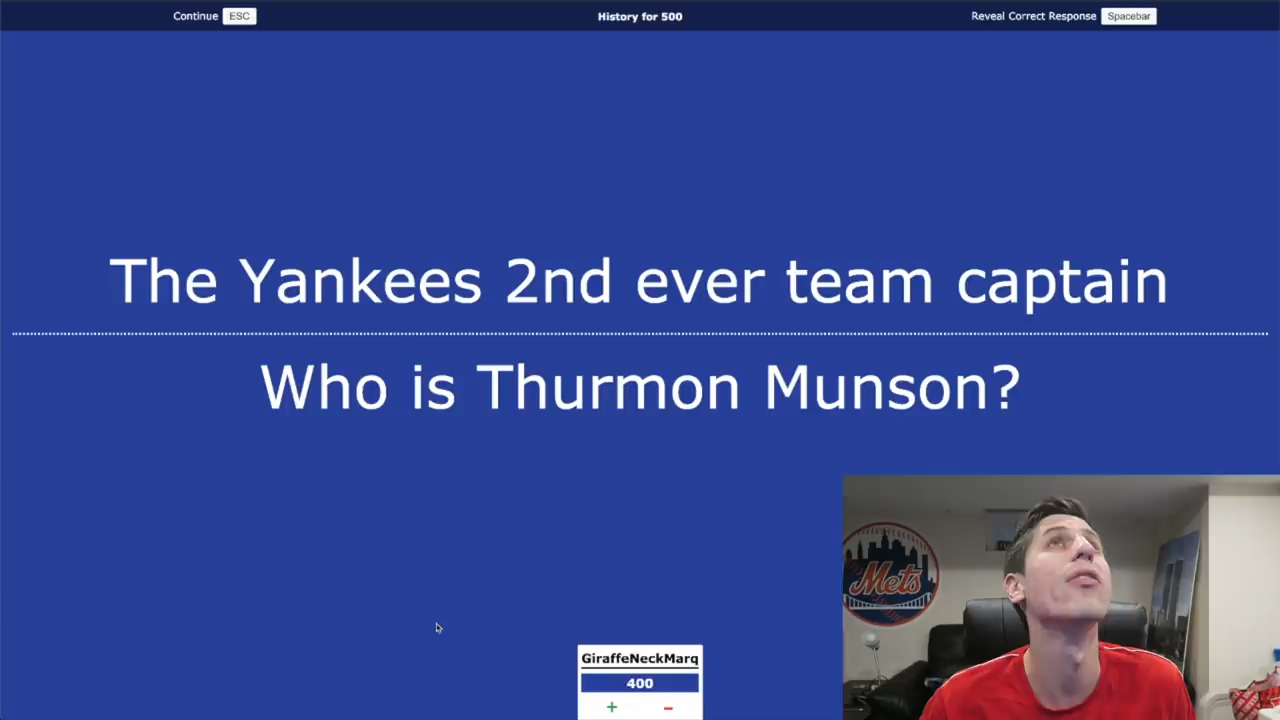 Continue ESC
History for 500
Reveal Correct Response Spacebar
The Yankees 2nd ever team captain
Who is Thurmon Munson?
Mets
GiraffeNeckMarq
400
+ −